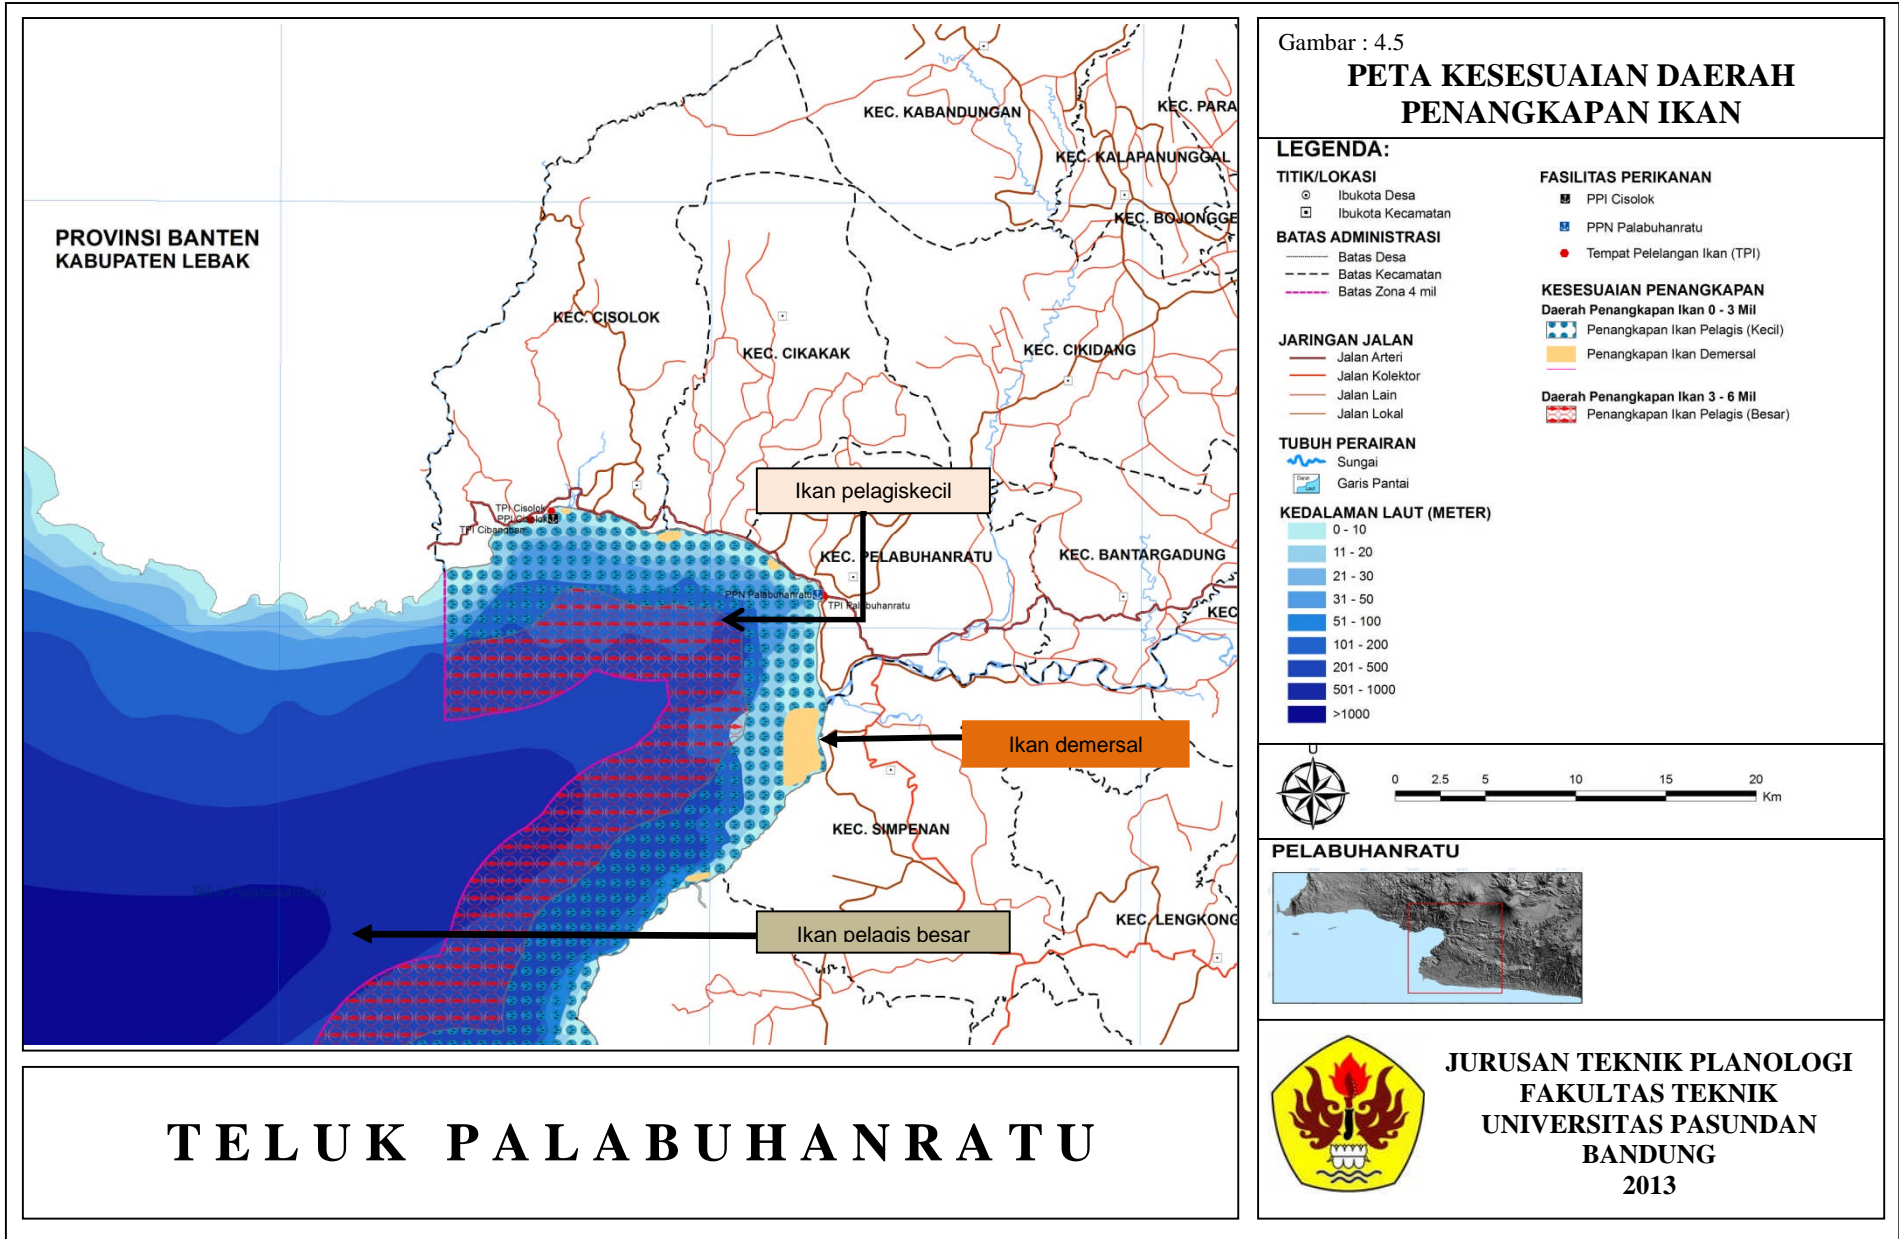 PROVINSI BANTEN
KABUPATEN LEBAK
KEC. KABANDUNGAN
KEC. PARA
KEC. KALAPANUNGGAL
KEC. BOJONGGE
KEC. CISOLOK
KEC. CIKAKAK
KEC. CIKIDANG
Ikan pelagiskecil
TPI Cisolok
PPI Cisolok
TPI Cibangban
KEC. PELABUHANRATU
KEC. BANTARGADUNG
PPN Palabuhanratu
TPI Palabuhanratu
KEC
Ikan demersal
KEC. SIMPENAN
Teluk Palabuhanratu
Ikan pelagis besar
KEC. LENGKONG
TELUK PALABUHANRATU
Gambar : 4.5
PETA KESESUAIAN DAERAH
PENANGKAPAN IKAN
LEGENDA:
TITIK/LOKASI
Ibukota Desa
Ibukota Kecamatan
BATAS ADMINISTRASI
Batas Desa
Batas Kecamatan
Batas Zona 4 mil
JARINGAN JALAN
Jalan Arteri
Jalan Kolektor
Jalan Lain
Jalan Lokal
TUBUH PERAIRAN
Sungai
Darat
Laut
Garis Pantai
KEDALAMAN LAUT (METER)
0 - 10
11 - 20
21 - 30
31 - 50
51 - 100
101 - 200
201 - 500
501 - 1000
>1000
FASILITAS PERIKANAN
PPI Cisolok
PPN Palabuhanratu
Tempat Pelelangan Ikan (TPI)
KESESUAIAN PENANGKAPAN
Daerah Penangkapan Ikan 0 - 3 Mil
Penangkapan Ikan Pelagis (Kecil)
Penangkapan Ikan Demersal
Daerah Penangkapan Ikan 3 - 6 Mil
Penangkapan Ikan Pelagis (Besar)
U
0 2.5 5 10 15 20
Km
PELABUHANRATU
JURUSAN TEKNIK PLANOLOGI
FAKULTAS TEKNIK
UNIVERSITAS PASUNDAN
BANDUNG
2013